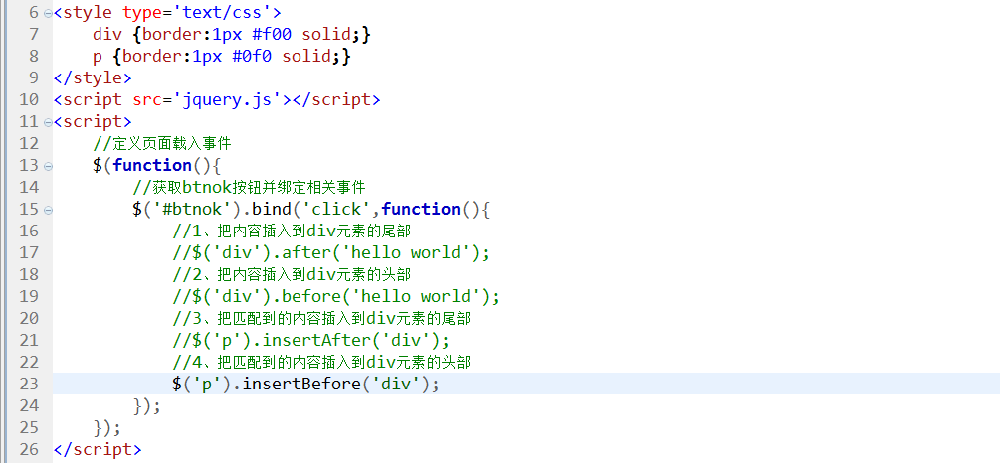 6 <style type='text/css'>
7     div {border:1px #f00 solid;}
8     p {border:1px #0f0 solid;}
9 </style>
10 <script src='jquery.js'></script>
11 <script>
12     //定义页面载入事件
13     $(function(){
14         //获取btnok按钮并绑定相关事件
15         $('#btnok').bind('click',function(){
16             //1、把内容插入到div元素的尾部
17             //$('div').after('hello world');
18             //2、把内容插入到div元素的头部
19             //$('div').before('hello world');
20             //3、把匹配到的内容插入到div元素的尾部
21             //$('p').insertAfter('div');
22             //4、把匹配到的内容插入到div元素的头部
23             $('p').insertBefore('div');
24         });
25     });
26 </script>